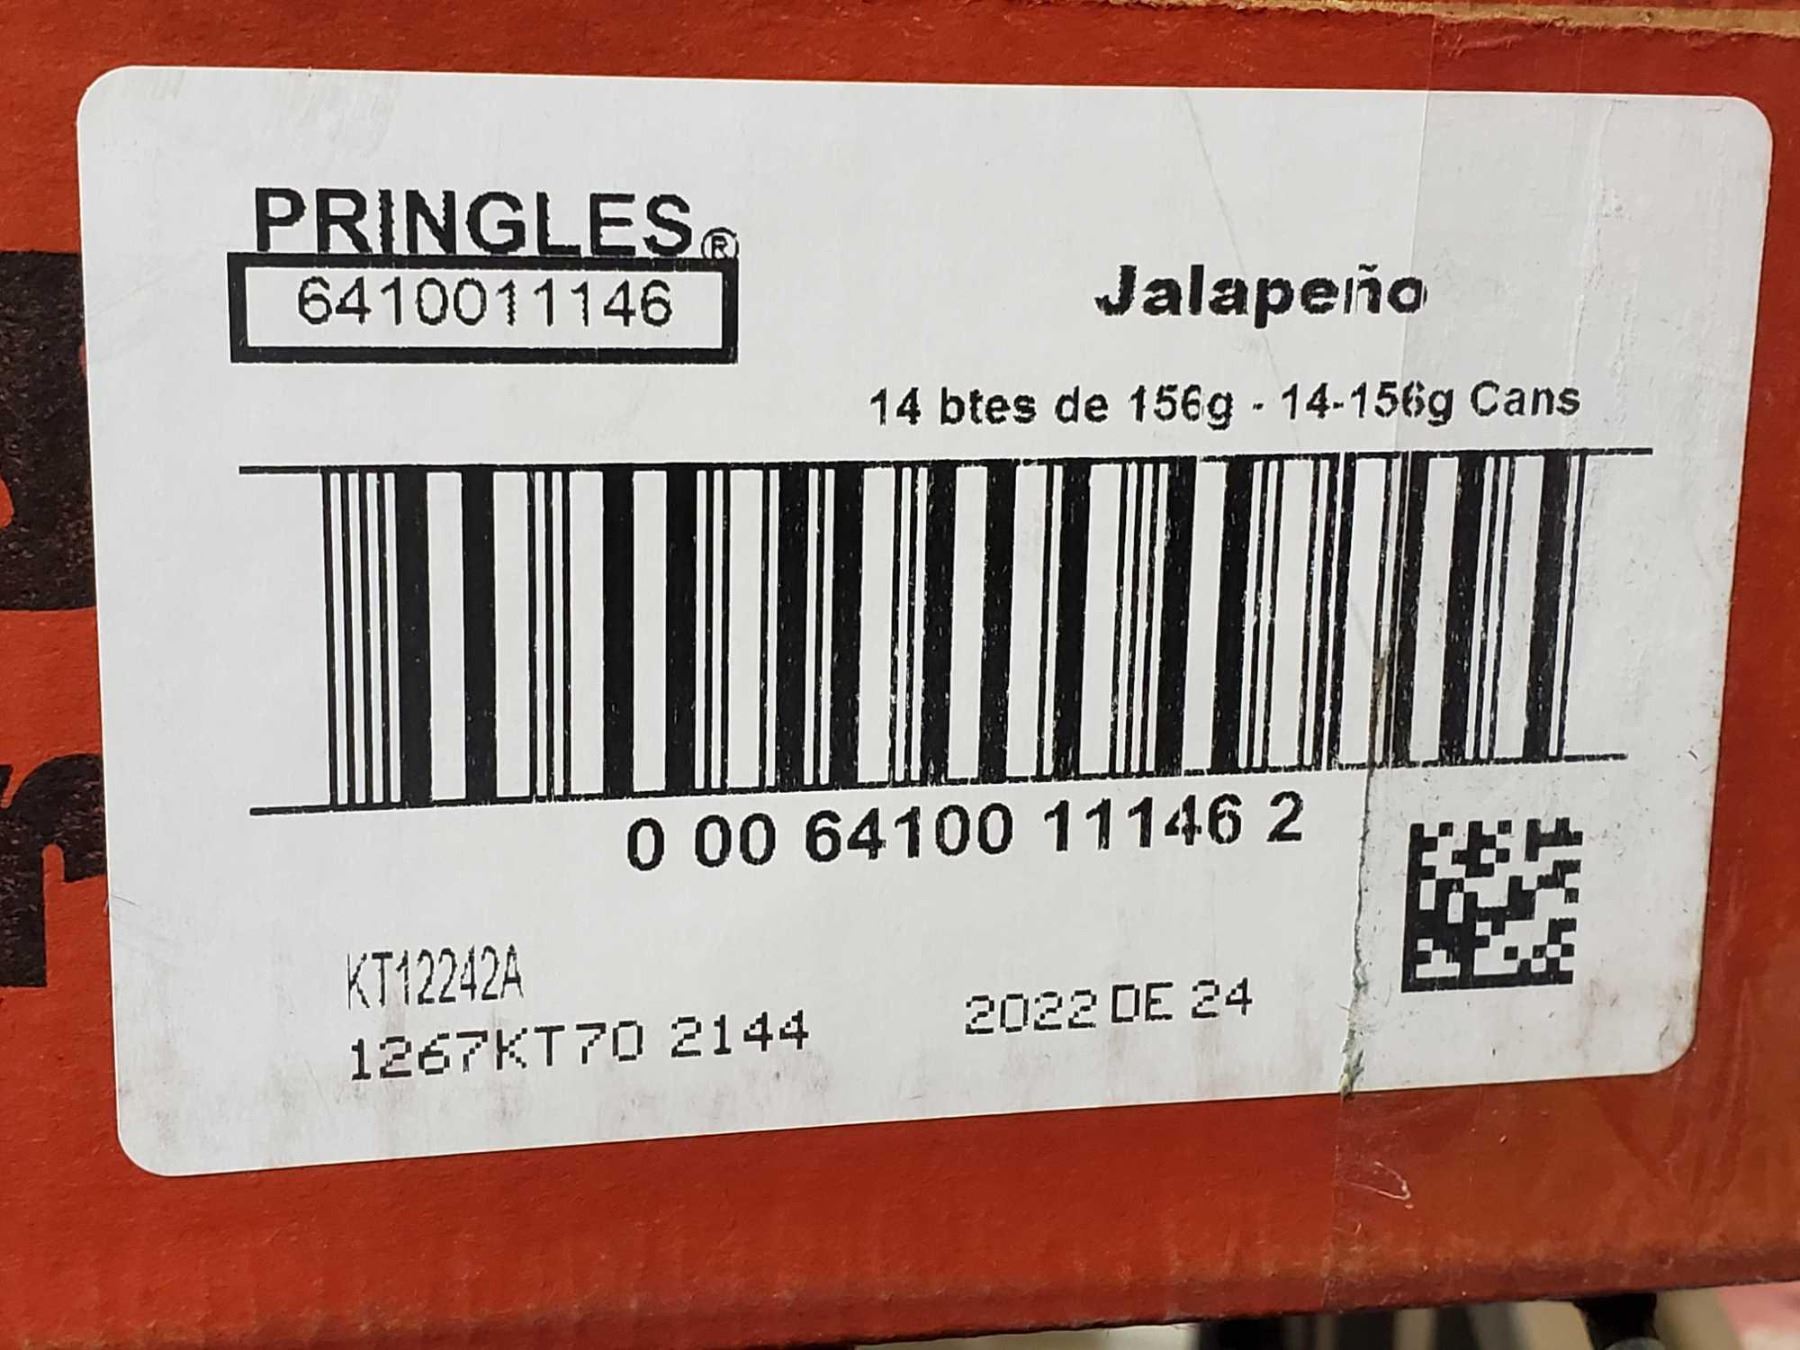 PRINGLES®
6410011146
Jalapeño
14 btes de 156g - 14-156g Cans
0 00 64100 11146 2
KT12242A
1267KT70 2144
2022 DE 24